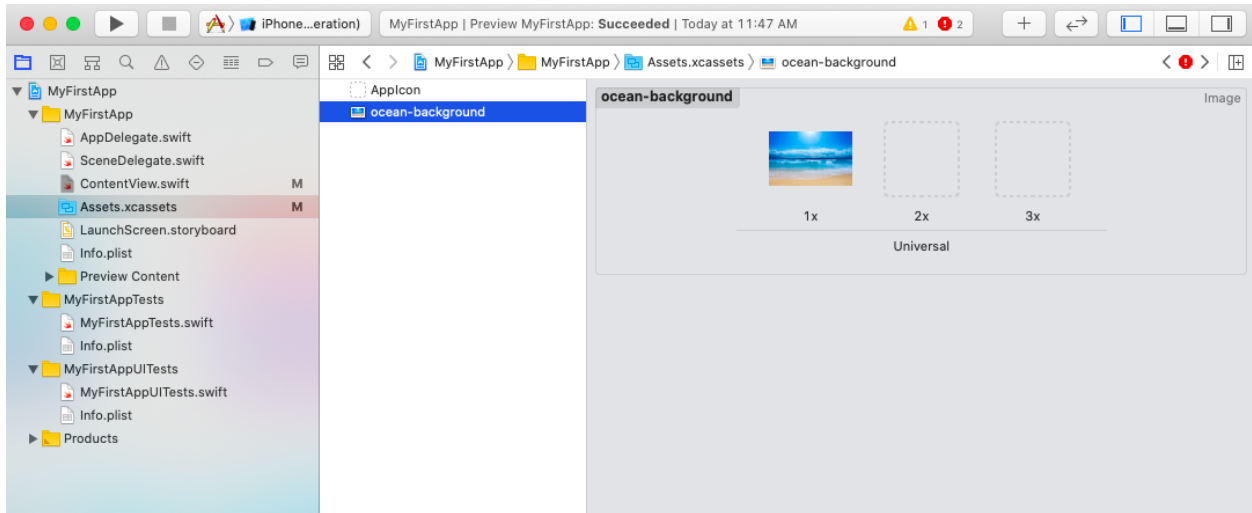 iPhone...eration)
MyFirstApp | Preview MyFirstApp: Succeeded | Today at 11:47 AM
1
2
MyFirstApp
MyFirstApp
Assets.xcassets
ocean-background
MyFirstApp
MyFirstApp
AppDelegate.swift
SceneDelegate.swift
ContentView.swift M
Assets.xcassets M
LaunchScreen.storyboard
Info.plist
Preview Content
MyFirstAppTests
MyFirstAppTests.swift
Info.plist
MyFirstAppUITests
MyFirstAppUITests.swift
Info.plist
Products
AppIcon
ocean-background
ocean-background
Image
1x
2x
3x
Universal